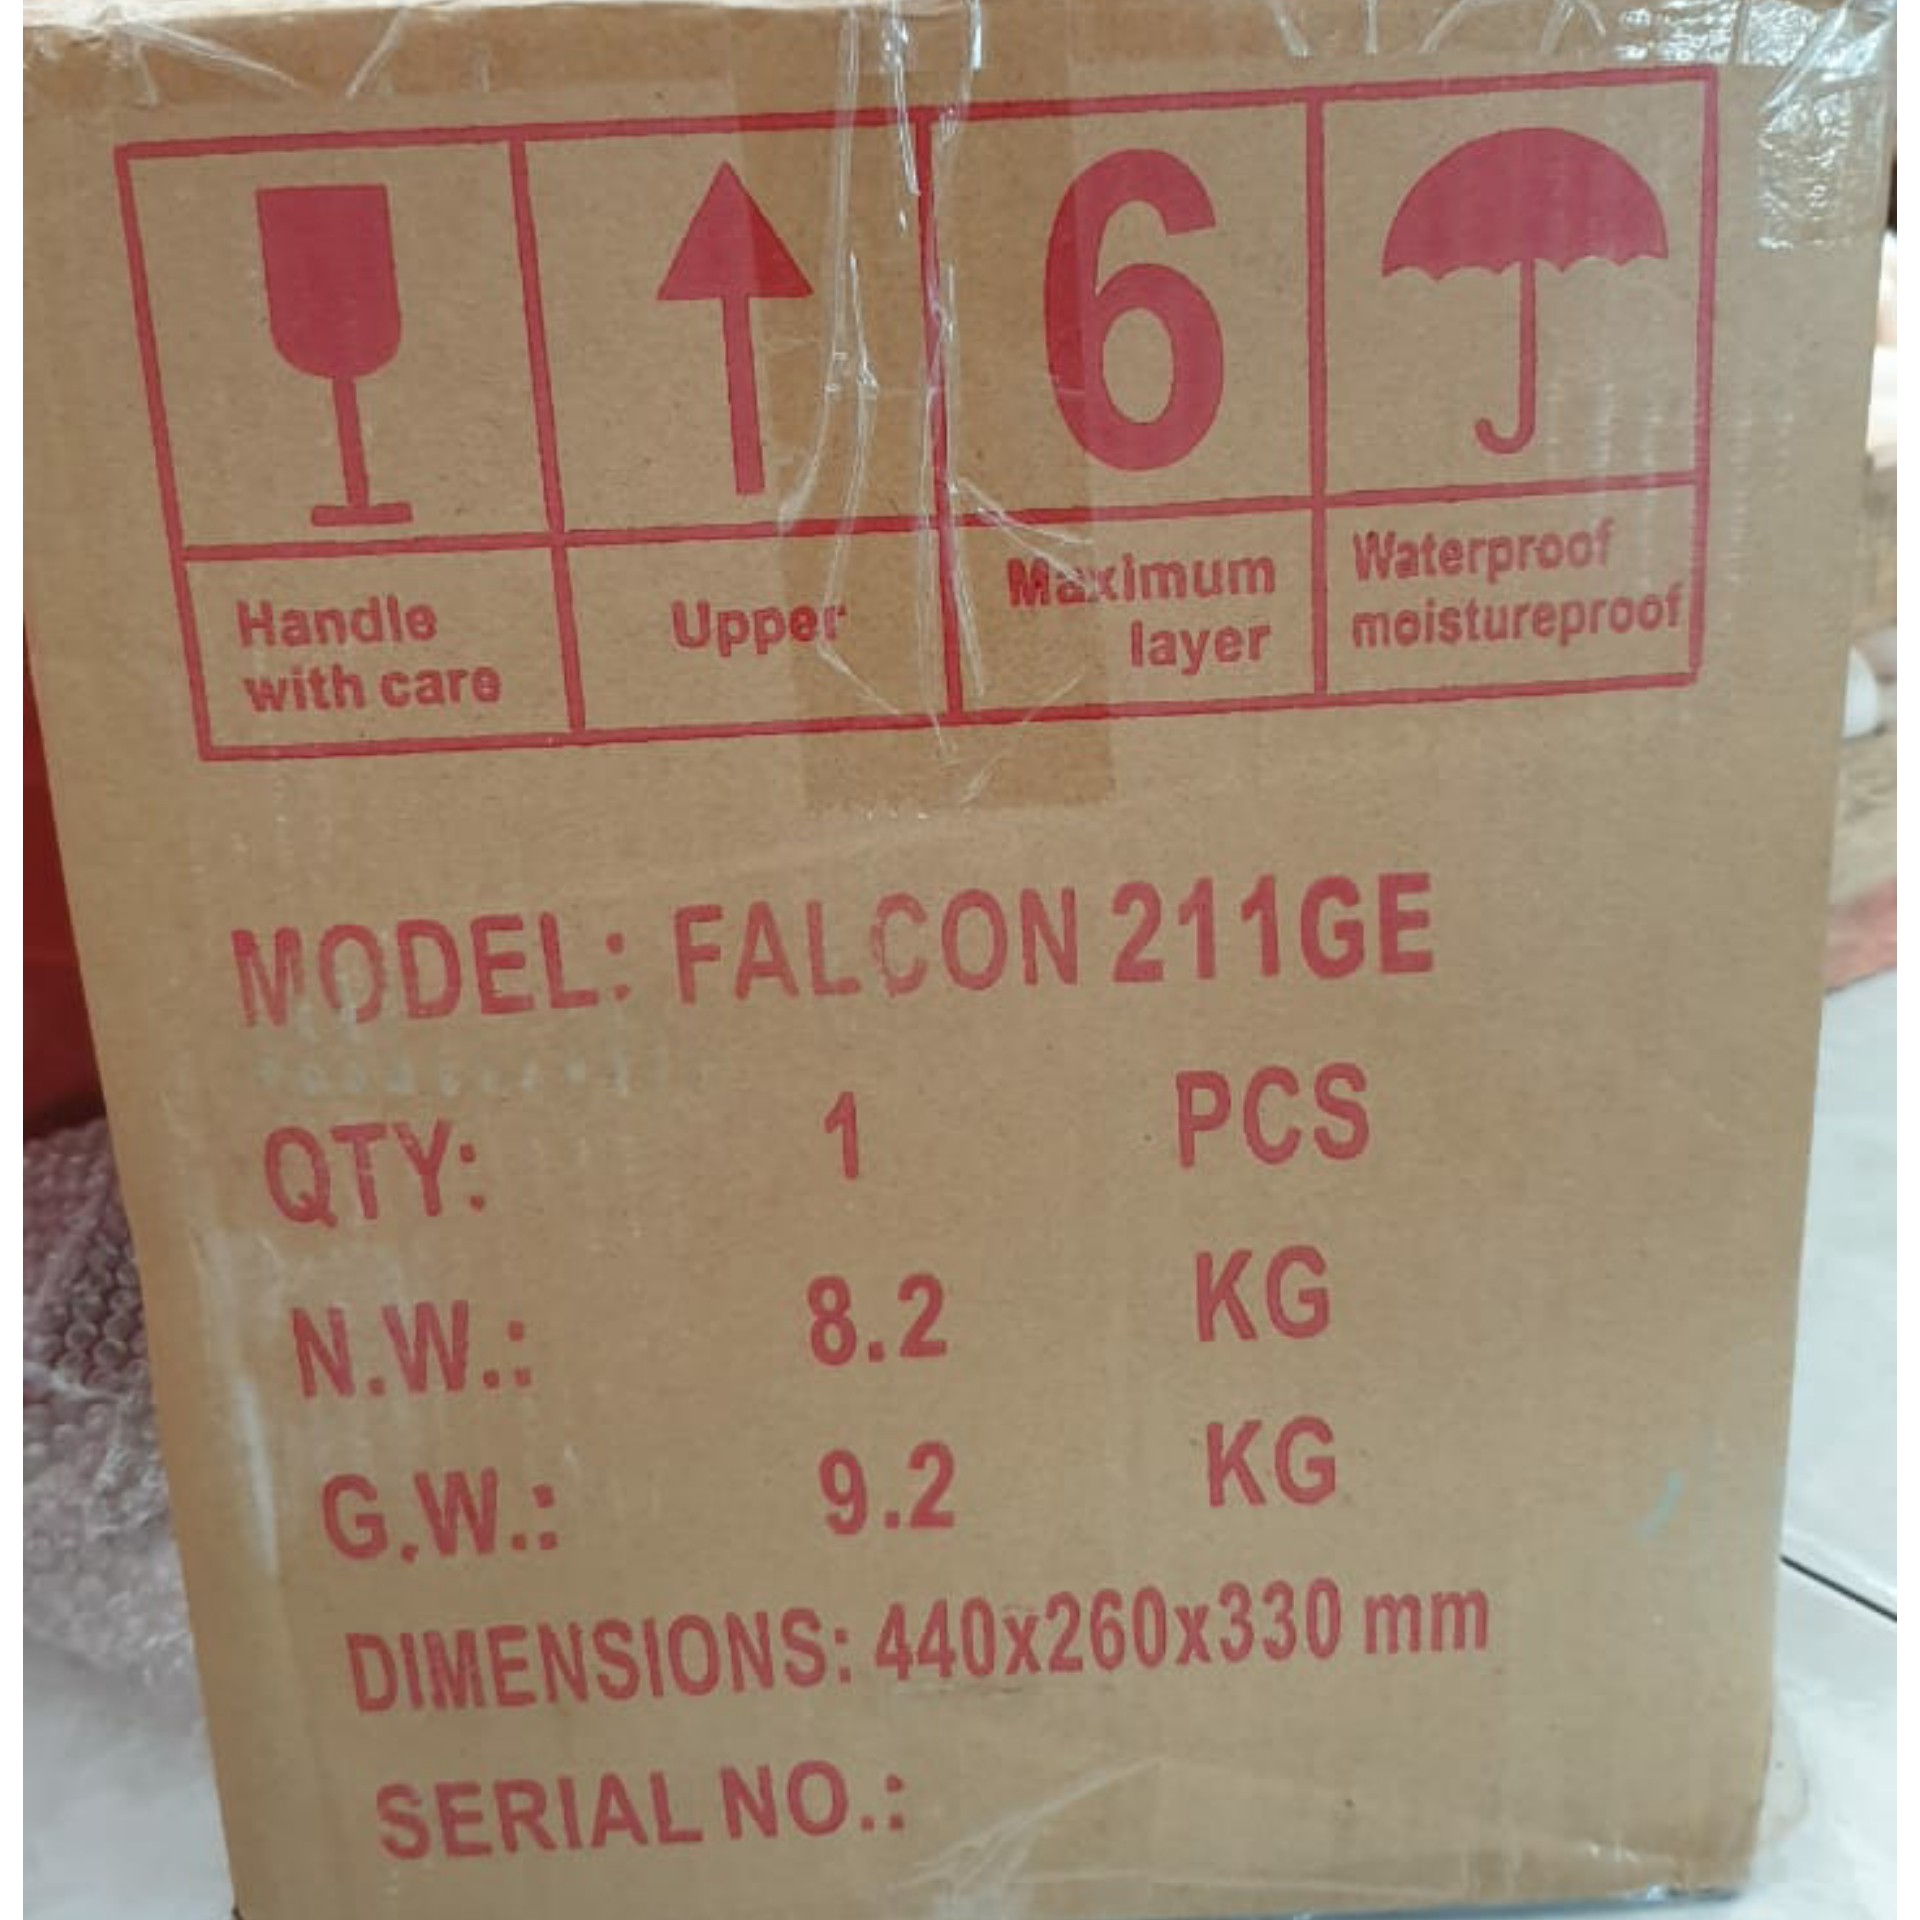 6
Handle
with care
Upper
Maximum
layer
Waterproof
moistureproof
MODEL: FALCON 211GE
QTY: 1 PCS
N.W.: 8.2 KG
G.W.: 9.2 KG
DIMENSIONS: 440x260x330 mm
SERIAL NO.: